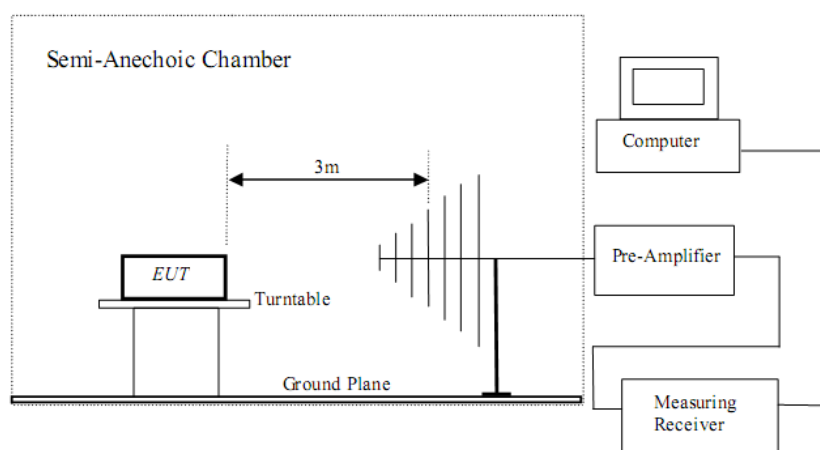 Semi-Anechoic Chamber
3m
EUT
Turntable
Ground Plane
Computer
Pre-Amplifier
Measuring
Receiver